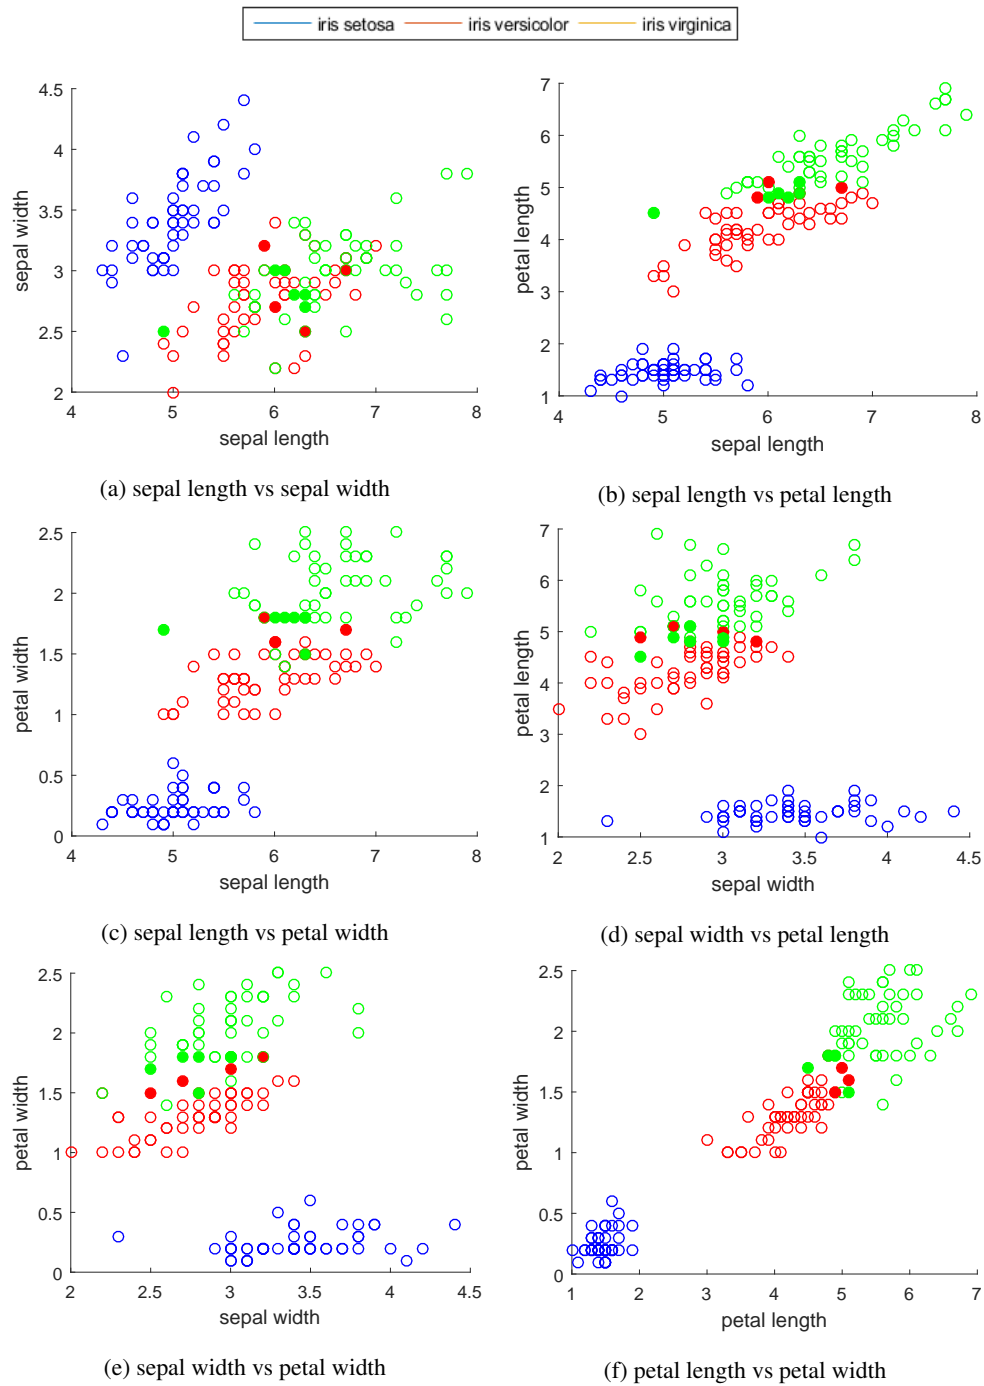 iris setosa iris versicolor iris virginica
4.5
4
3.5
3
2.5
2
sepal width
4 5 6 7 8
sepal length
(a) sepal length vs sepal width
7
6
5
4
3
2
1
petal length
4 5 6 7 8
sepal length
(b) sepal length vs petal length
2.5
2
1.5
1
0.5
0
petal width
4 5 6 7 8
sepal length
(c) sepal length vs petal width
7
6
5
4
3
2
1
petal length
2 2.5 3 3.5 4 4.5
sepal width
(d) sepal width vs petal length
2.5
2
1.5
1
0.5
0
petal width
2 2.5 3 3.5 4 4.5
sepal width
(e) sepal width vs petal width
2.5
2
1.5
1
0.5
0
petal width
1 2 3 4 5 6 7
petal length
(f) petal length vs petal width